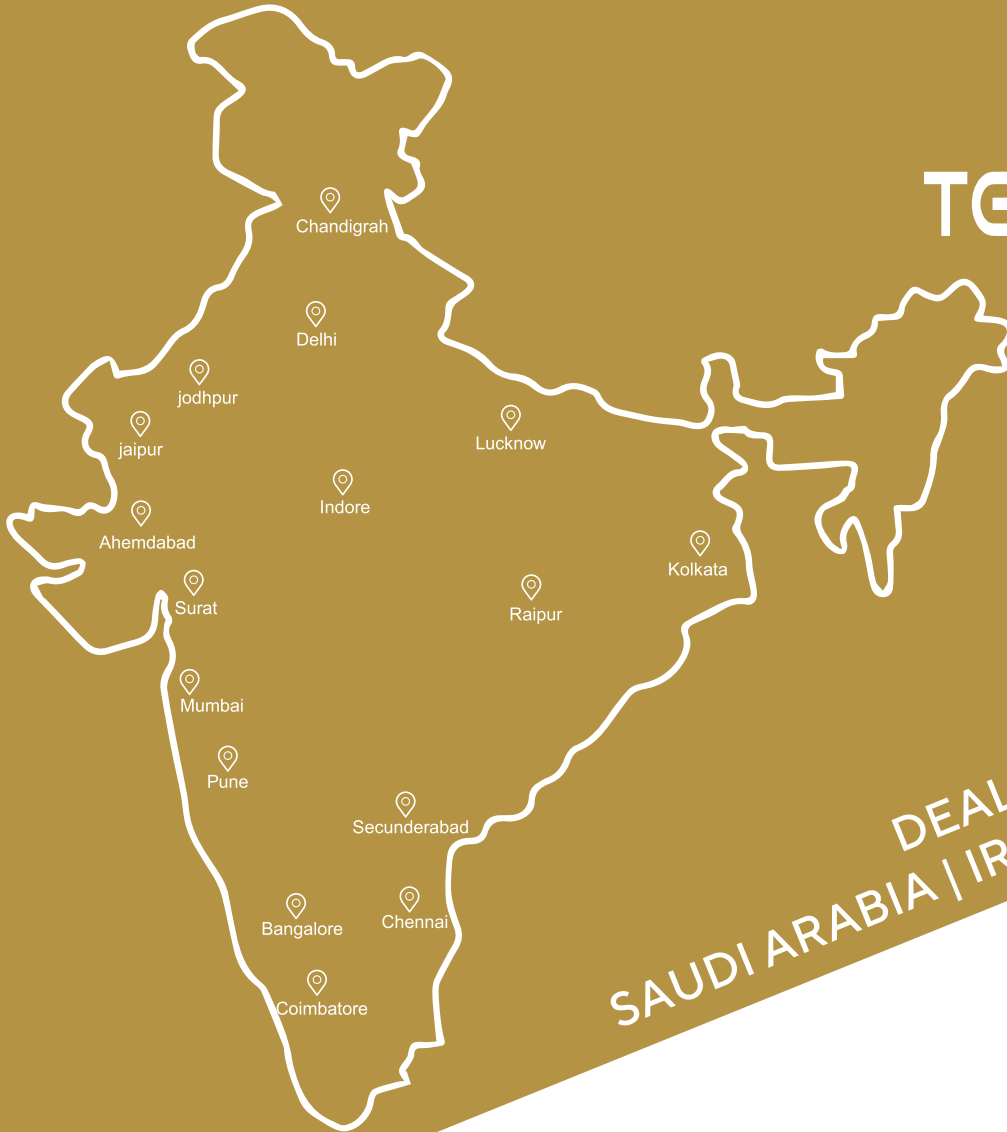 TG
Chandigrah
Delhi
jodhpur
jaipur
Lucknow
Indore
Ahemdabad
Kolkata
Surat
Raipur
Mumbai
Pune
Secunderabad
Bangalore
Chennai
Coimbatore
DEAL
SAUDI ARABIA | IR